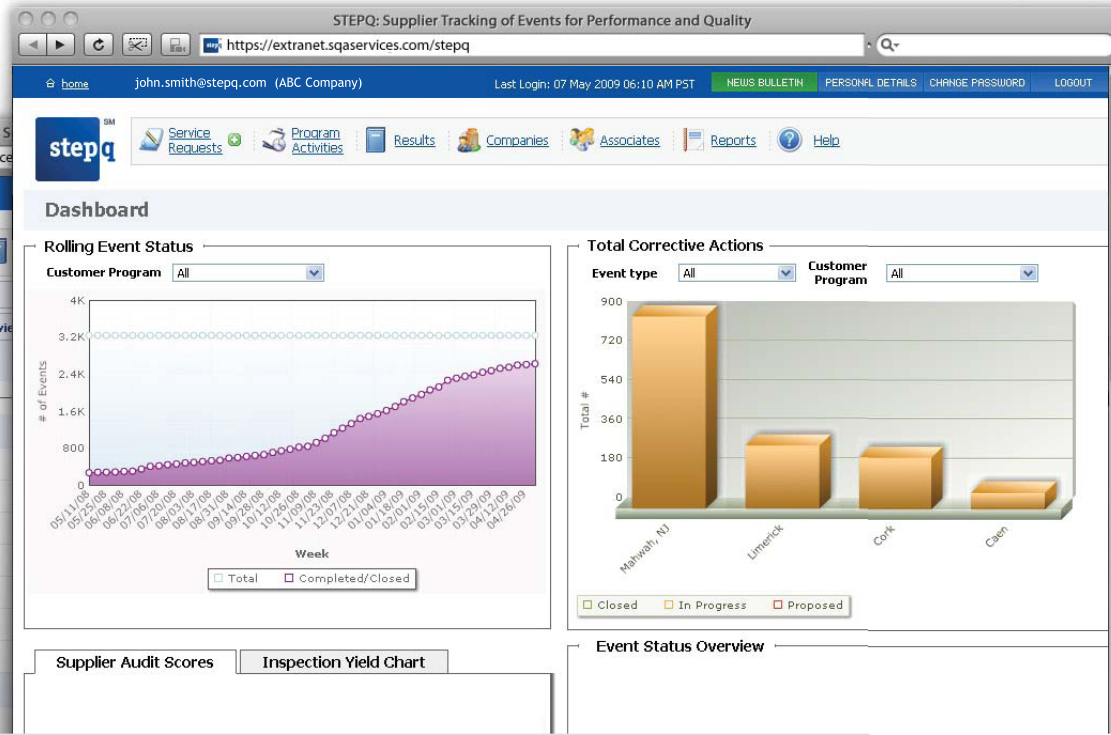 STEPQ: Supplier Tracking of Events for Performance and Quality
https://extranet.sqaservices.com/stepq
home
john.smith@stepq.com (ABC Company)
Last Login: 07 May 2009 06:10 AM PST
NEWS BULLETIN
PERSONAL DETAILS
CHANGE PASSWORD
LOGOUT
stepq SM
Service Requests
Program Activities
Results
Companies
Associates
Reports
Help
Dashboard
Rolling Event Status
Customer Program All
4K
3.2K
2.4K
1.6K
800
0
# of Events
05/11/08
05/25/08
06/08/08
06/22/08
07/06/08
07/20/08
08/03/08
08/17/08
08/31/08
09/14/08
09/28/08
10/12/08
10/26/08
11/09/08
11/23/08
12/07/08
12/21/08
01/04/09
01/18/09
02/01/09
02/15/09
03/01/09
03/15/09
03/29/09
04/12/09
04/26/09
Week
Total
Completed/Closed
Total Corrective Actions
Event type All
Customer Program All
900
720
540
360
180
0
Total #
Mahwah, NJ
Limerick
Cork
Caen
Closed
In Progress
Proposed
Supplier Audit Scores
Inspection Yield Chart
Event Status Overview